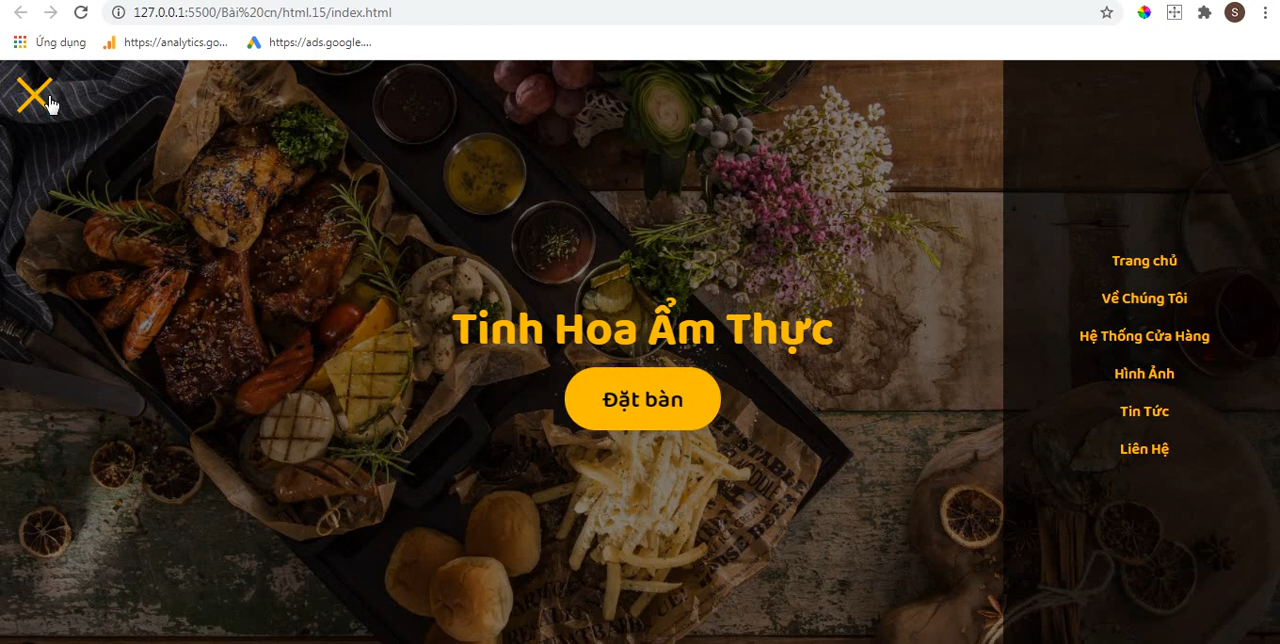 127.0.0.1:5500/Bài%20cn/html.15/index.html
S
Ứng dụng
https://analytics.go...
https://ads.google....
Tinh Hoa Ẩm Thực
Đặt bàn
Trang chủ
Về Chúng Tôi
Hệ Thống Cửa Hàng
Hình Ảnh
Tin Tức
Liên Hệ